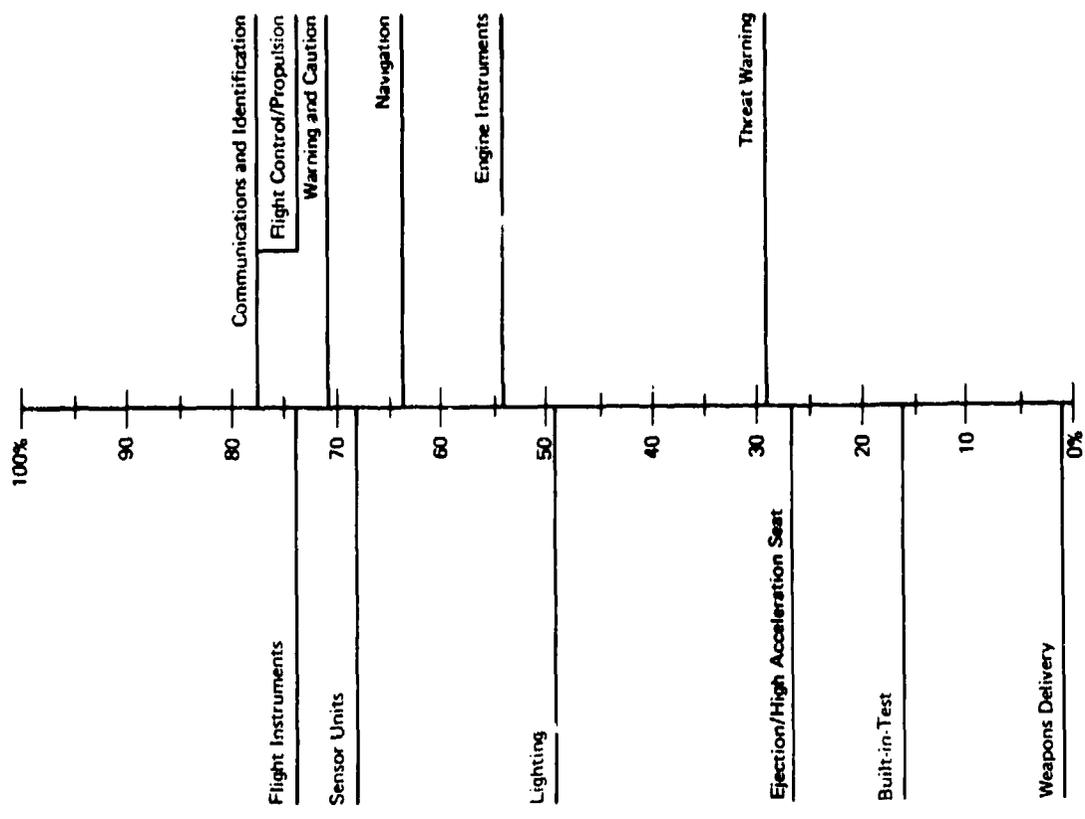 100%
90
80
70
60
50
40
30
20
10
0%
Flight Instruments
Sensor Units
Lighting
Ejection/High Acceleration Seat
Built-in-Test
Weapons Delivery
Communications and Identification
Flight Control/Propulsion
Warning and Caution
Navigation
Engine Instruments
Threat Warning